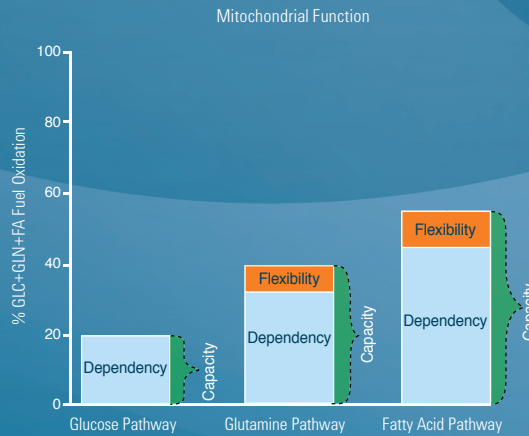 Mitochondrial Function
% GLC+GLN+FA Fuel Oxidation
100
80
60
40
20
0
Dependency
Capacity
Flexibility
Dependency
Capacity
Flexibility
Dependency
Capacity
Glucose Pathway
Glutamine Pathway
Fatty Acid Pathway